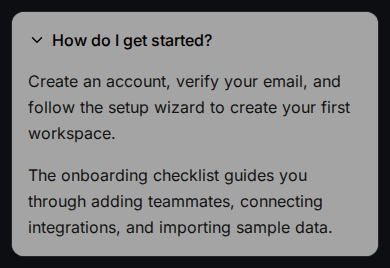 How do I get started?
Create an account, verify your email, and
follow the setup wizard to create your first
workspace.
The onboarding checklist guides you
through adding teammates, connecting
integrations, and importing sample data.